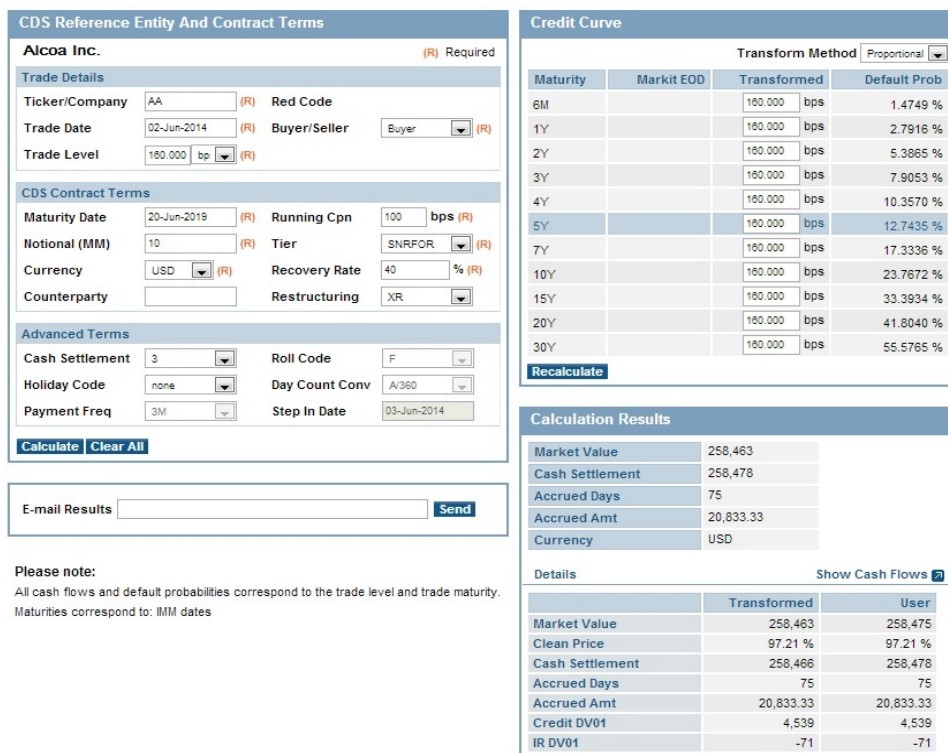 CDS Reference Entity And Contract Terms
Alcoa Inc. (R) Required
Trade Details
Ticker/Company AA (R) Red Code
Trade Date 02-Jun-2014 (R) Buyer/Seller Buyer (R)
Trade Level 160.000 bp: (R)
CDS Contract Terms
Maturity Date 20-Jun-2019 (R) Running Cpn 100 bps (R)
Notional (MM) 10 (R) Tier SNRFOR (R)
Currency USD (R) Recovery Rate 40 % (R)
Counterparty Restructuring XR
Advanced Terms
Cash Settlement 3 Roll Code F
Holiday Code none Day Count Conv A/360
Payment Freq 3M Step In Date 03-Jun-2014
Calculate Clear All
E-mail Results Send
Please note:
All cash flows and default probabilities correspond to the trade level and trade maturity.
Maturities correspond to: IMM dates
Credit Curve
Transform Method Proportional
Maturity Markit EOD Transformed Default Prob
6M 160.000 bps 1.4749 %
1Y 160.000 bps 2.7916 %
2Y 160.000 bps 5.3865 %
3Y 160.000 bps 7.9053 %
4Y 160.000 bps 10.3570 %
5Y 160.000 bps 12.7435 %
7Y 160.000 bps 17.3336 %
10Y 160.000 bps 23.7672 %
15Y 160.000 bps 33.3934 %
20Y 160.000 bps 41.8040 %
30Y 160.000 bps 55.5765 %
Recalculate
Calculation Results
Market Value 258,463
Cash Settlement 258,478
Accrued Days 75
Accrued Amt 20,833.33
Currency USD
Details Show Cash Flows
Transformed User
Market Value 258,463 258,475
Clean Price 97.21 % 97.21 %
Cash Settlement 258,466 258,478
Accrued Days 75 75
Accrued Amt 20,833.33 20,833.33
Credit DV01 4,539 4,539
IR DV01 -71 -71